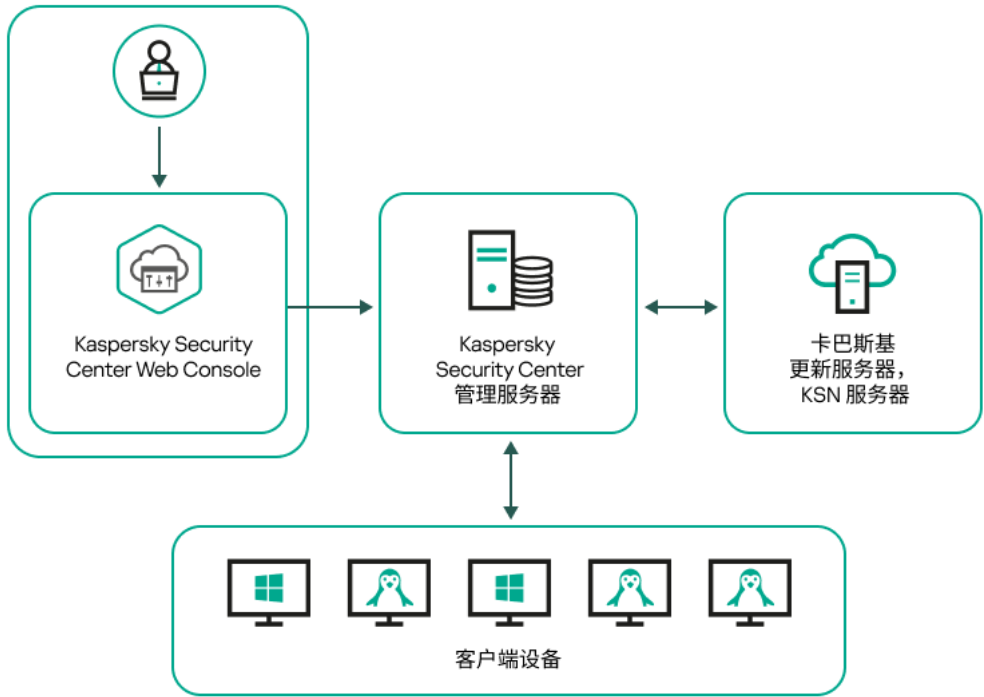 Kaspersky Security
Center Web Console
Kaspersky
Security Center
管理服务器
卡巴斯基
更新服务器，
KSN 服务器
客户端设备